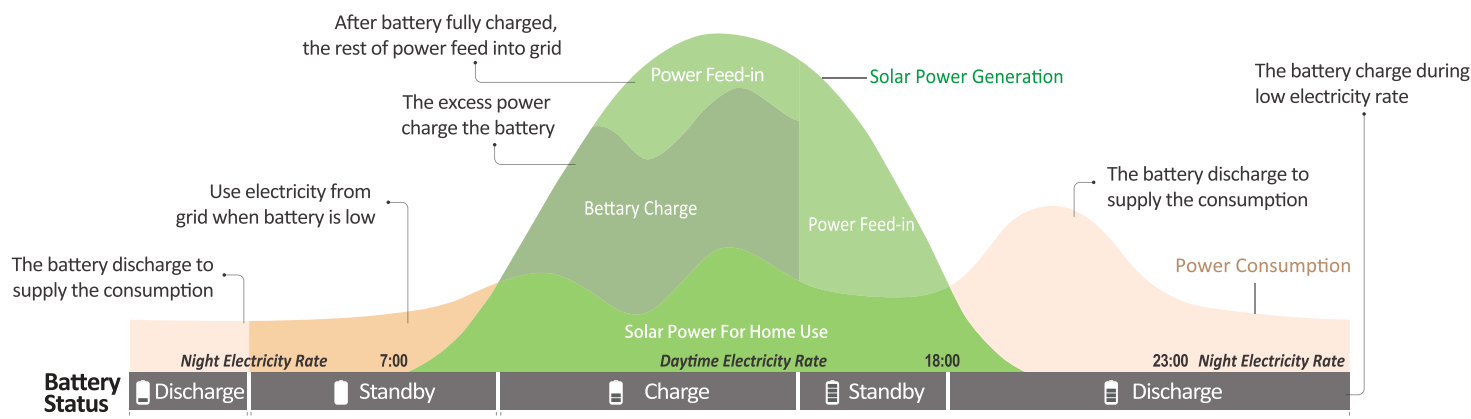 After battery fully charged,
the rest of power feed into grid
The excess power
charge the battery
Use electricity from
grid when battery is low
The battery discharge to
supply the consumption
Power Feed-in
Solar Power Generation
Bettary Charge
Power Feed-in
Solar Power For Home Use
The battery charge during
low electricity rate
The battery discharge to
supply the consumption
Power Consumption
Night Electricity Rate
7:00
Daytime Electricity Rate
18:00
23:00
Night Electricity Rate
Battery
Status
Discharge
Standby
Charge
Standby
Discharge